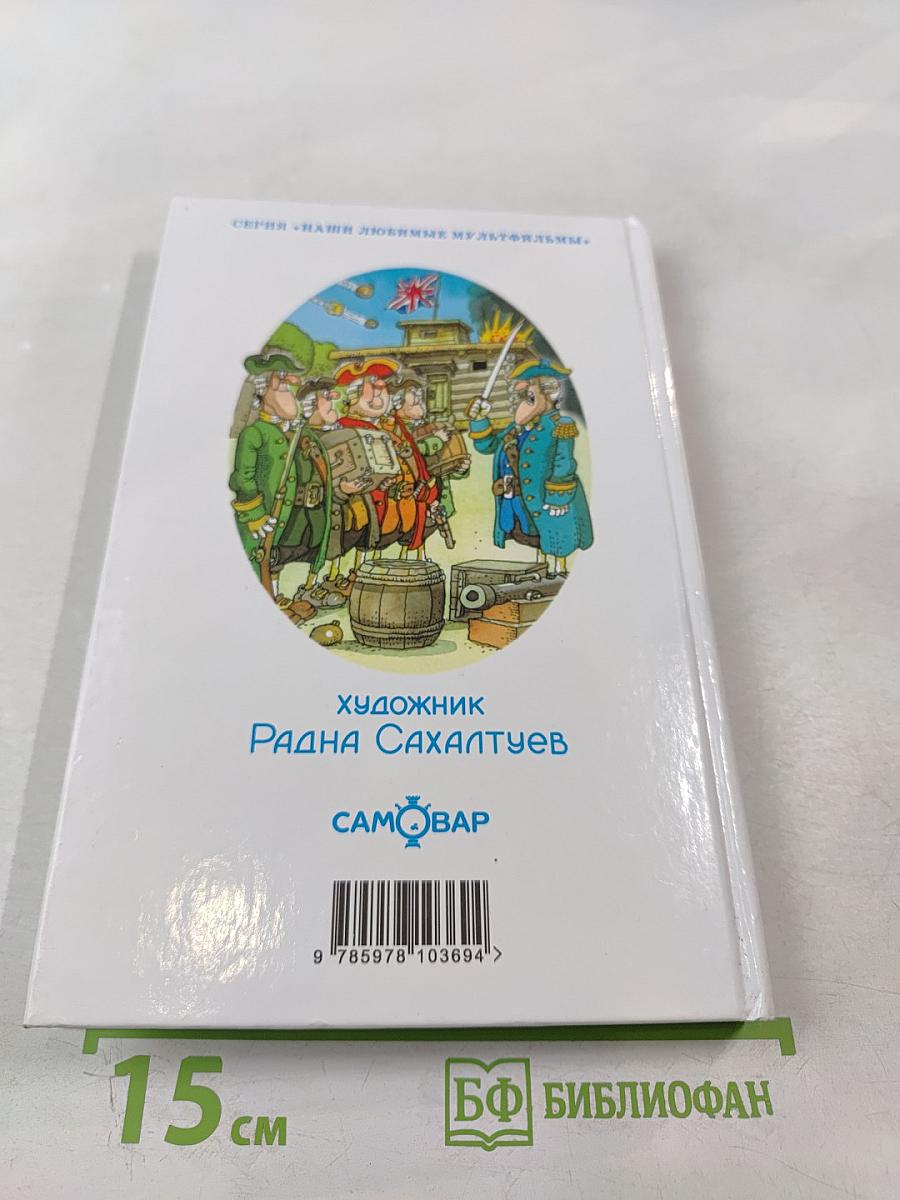 СЕРИЯ «НАШИ ЛЮБИМЫЕ МУЛЬТФИЛЬМЫ»
ХУДОЖНИК
РАДНА САХАЛТУЕВ
САМОВАР
9 785978 103694 >
15 см
БФ БИБЛИОФАН